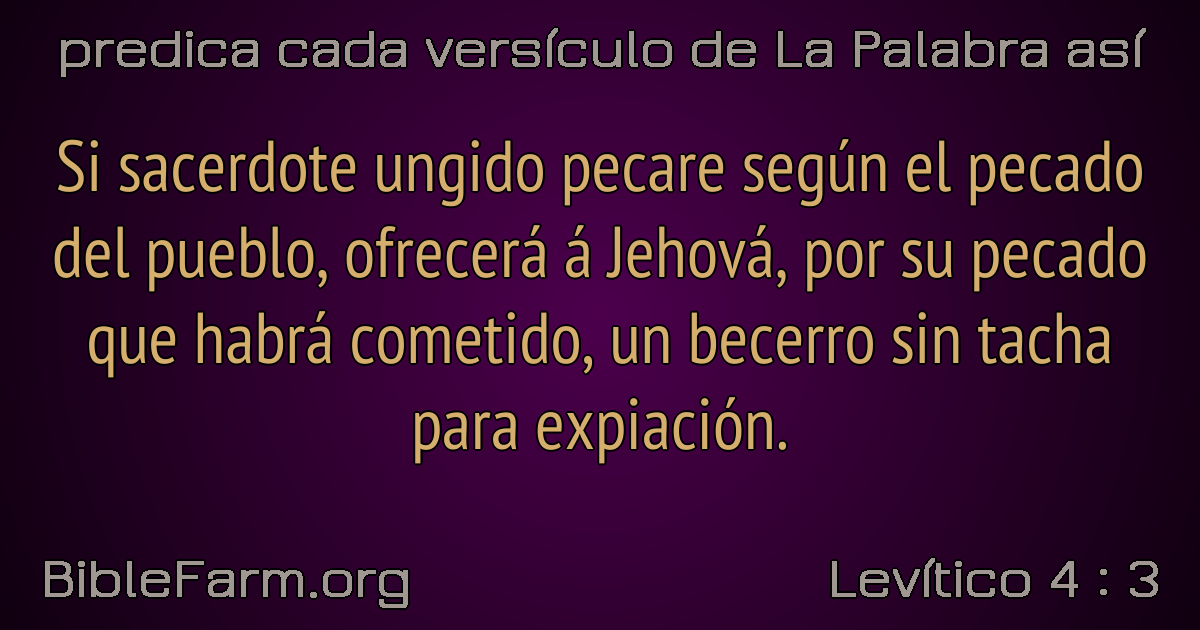 predica cada versículo de La Palabra así
Si sacerdote ungido pecare según el pecado
del pueblo, ofrecerá á Jehová, por su pecado
que habrá cometido, un becerro sin tacha
para expiación.
BibleFarm.org
Levítico 4 : 3